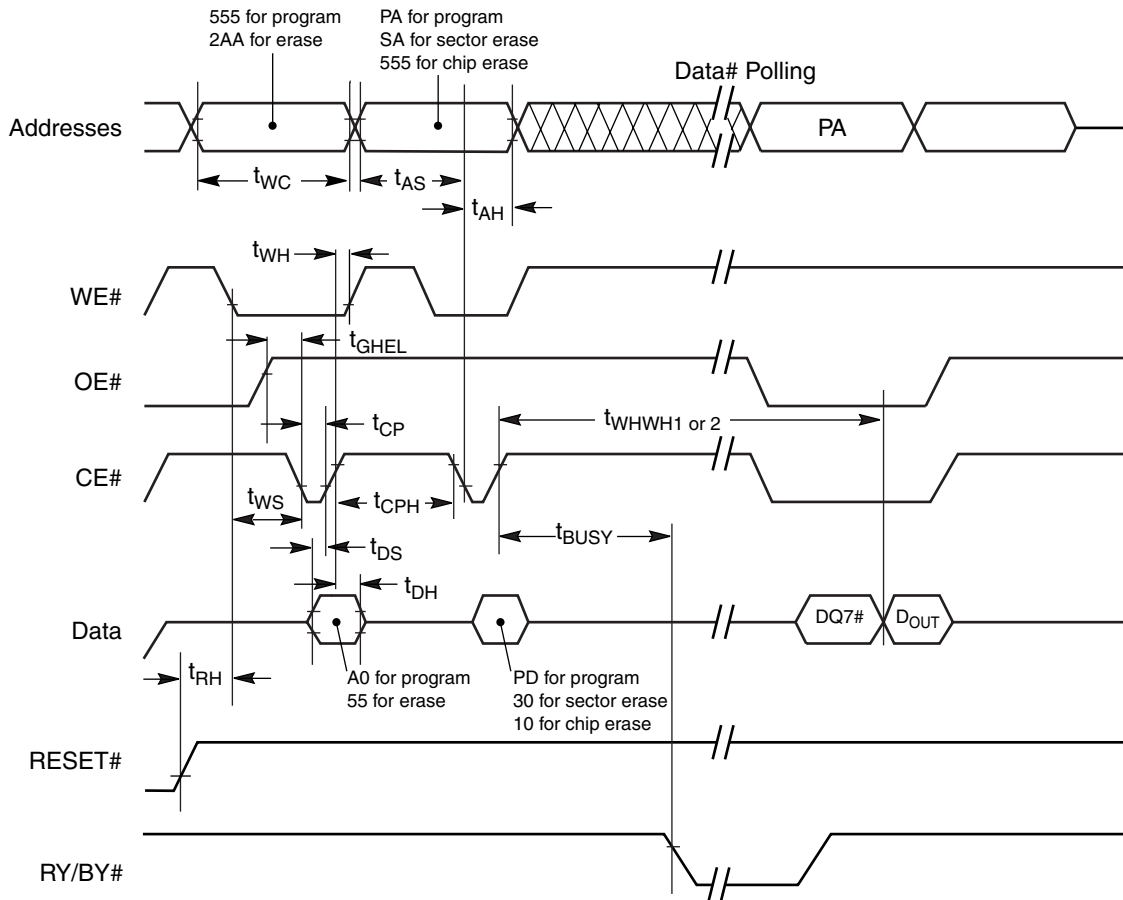 555 for program
2AA for erase
PA for program
SA for sector erase
555 for chip erase
Data# Polling
Addresses
PA
tWC
tAS
tAH
tWH
WE#
tGHEL
OE#
tWHWH1 or 2
tCP
CE#
tWS
tCPH
tBUSY
tDS
tDH
Data
DQ7#
DOUT
tRH
A0 for program
55 for erase
PD for program
30 for sector erase
10 for chip erase
RESET#
RY/BY#